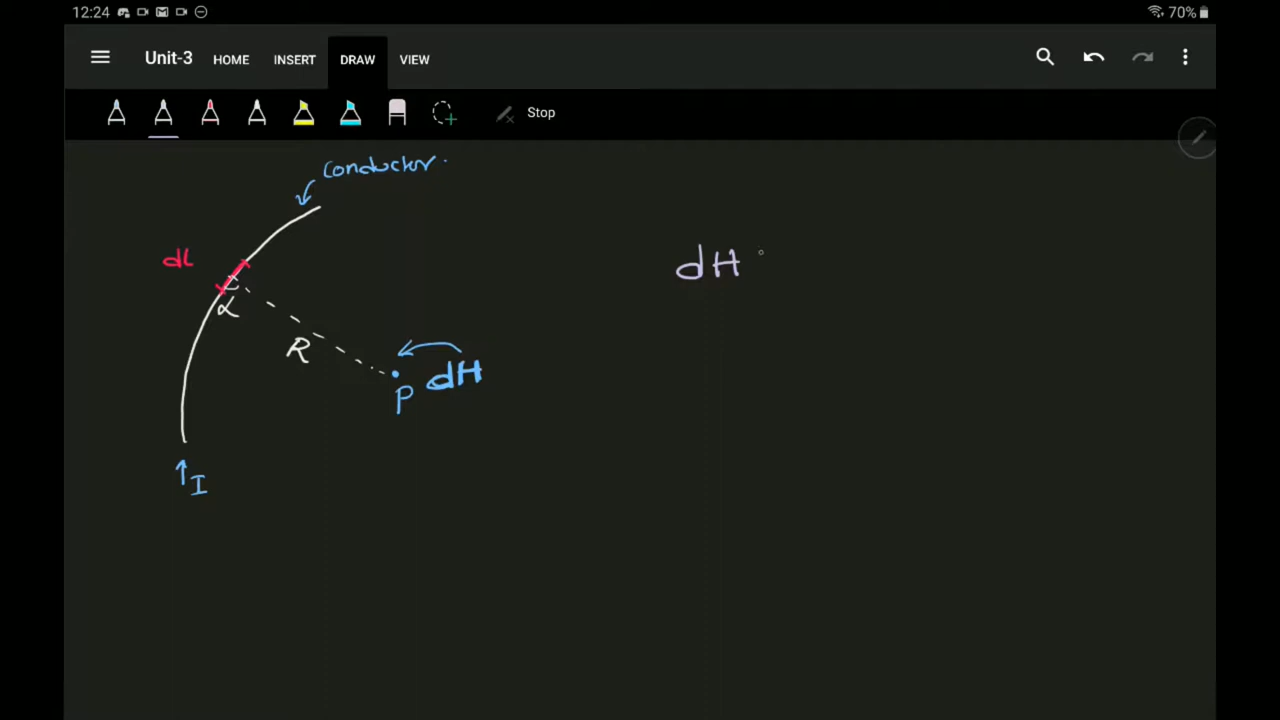 12:24 70%
Unit-3 HOME INSERT DRAW VIEW
Stop
Conductor.
dL
dH
α
R
dH
P
↑I